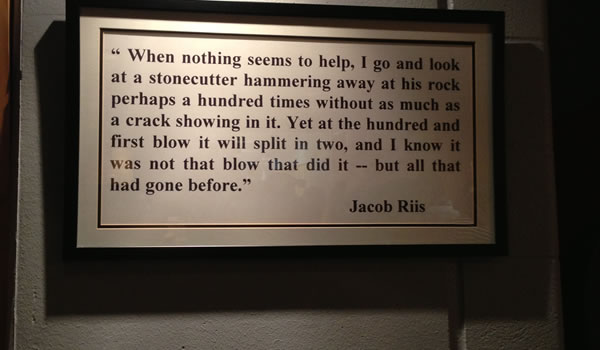 “ When nothing seems to help, I go and look
at a stonecutter hammering away at his rock
perhaps a hundred times without as much as
a crack showing in it. Yet at the hundred and
first blow it will split in two, and I know it
was not that blow that did it -- but all that
had gone before.”
Jacob Riis